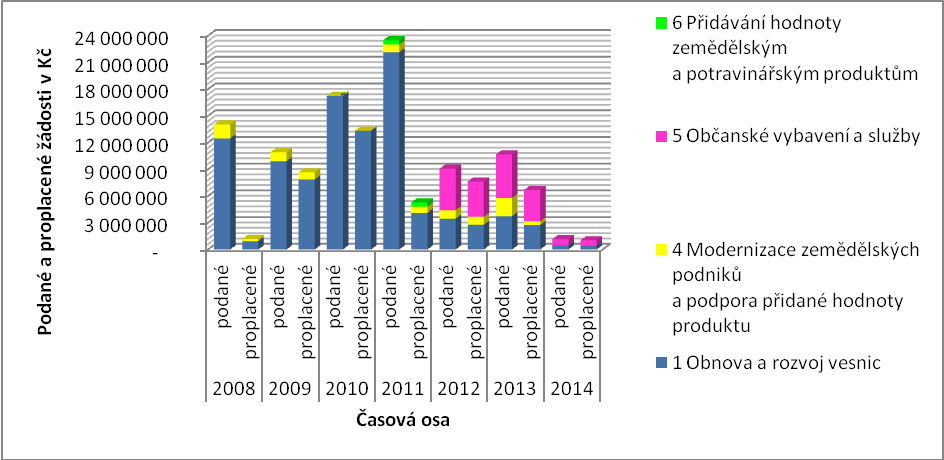 Podané a proplacené žádosti v Kč
24 000 000
21 000 000
18 000 000
15 000 000
12 000 000
9 000 000
6 000 000
3 000 000
-
podané
proplacené
podané
proplacené
podané
proplacené
podané
proplacené
podané
proplacené
podané
proplacené
podané
proplacené
2008 2009 2010 2011 2012 2013 2014
Časová osa
6 Přidávání hodnoty
zemědělským
a potravinářským produktům
5 Občanské vybavení a služby
4 Modernizace zemědělských
podniků
a podpora přidané hodnoty
produktu
1 Obnova a rozvoj vesnic